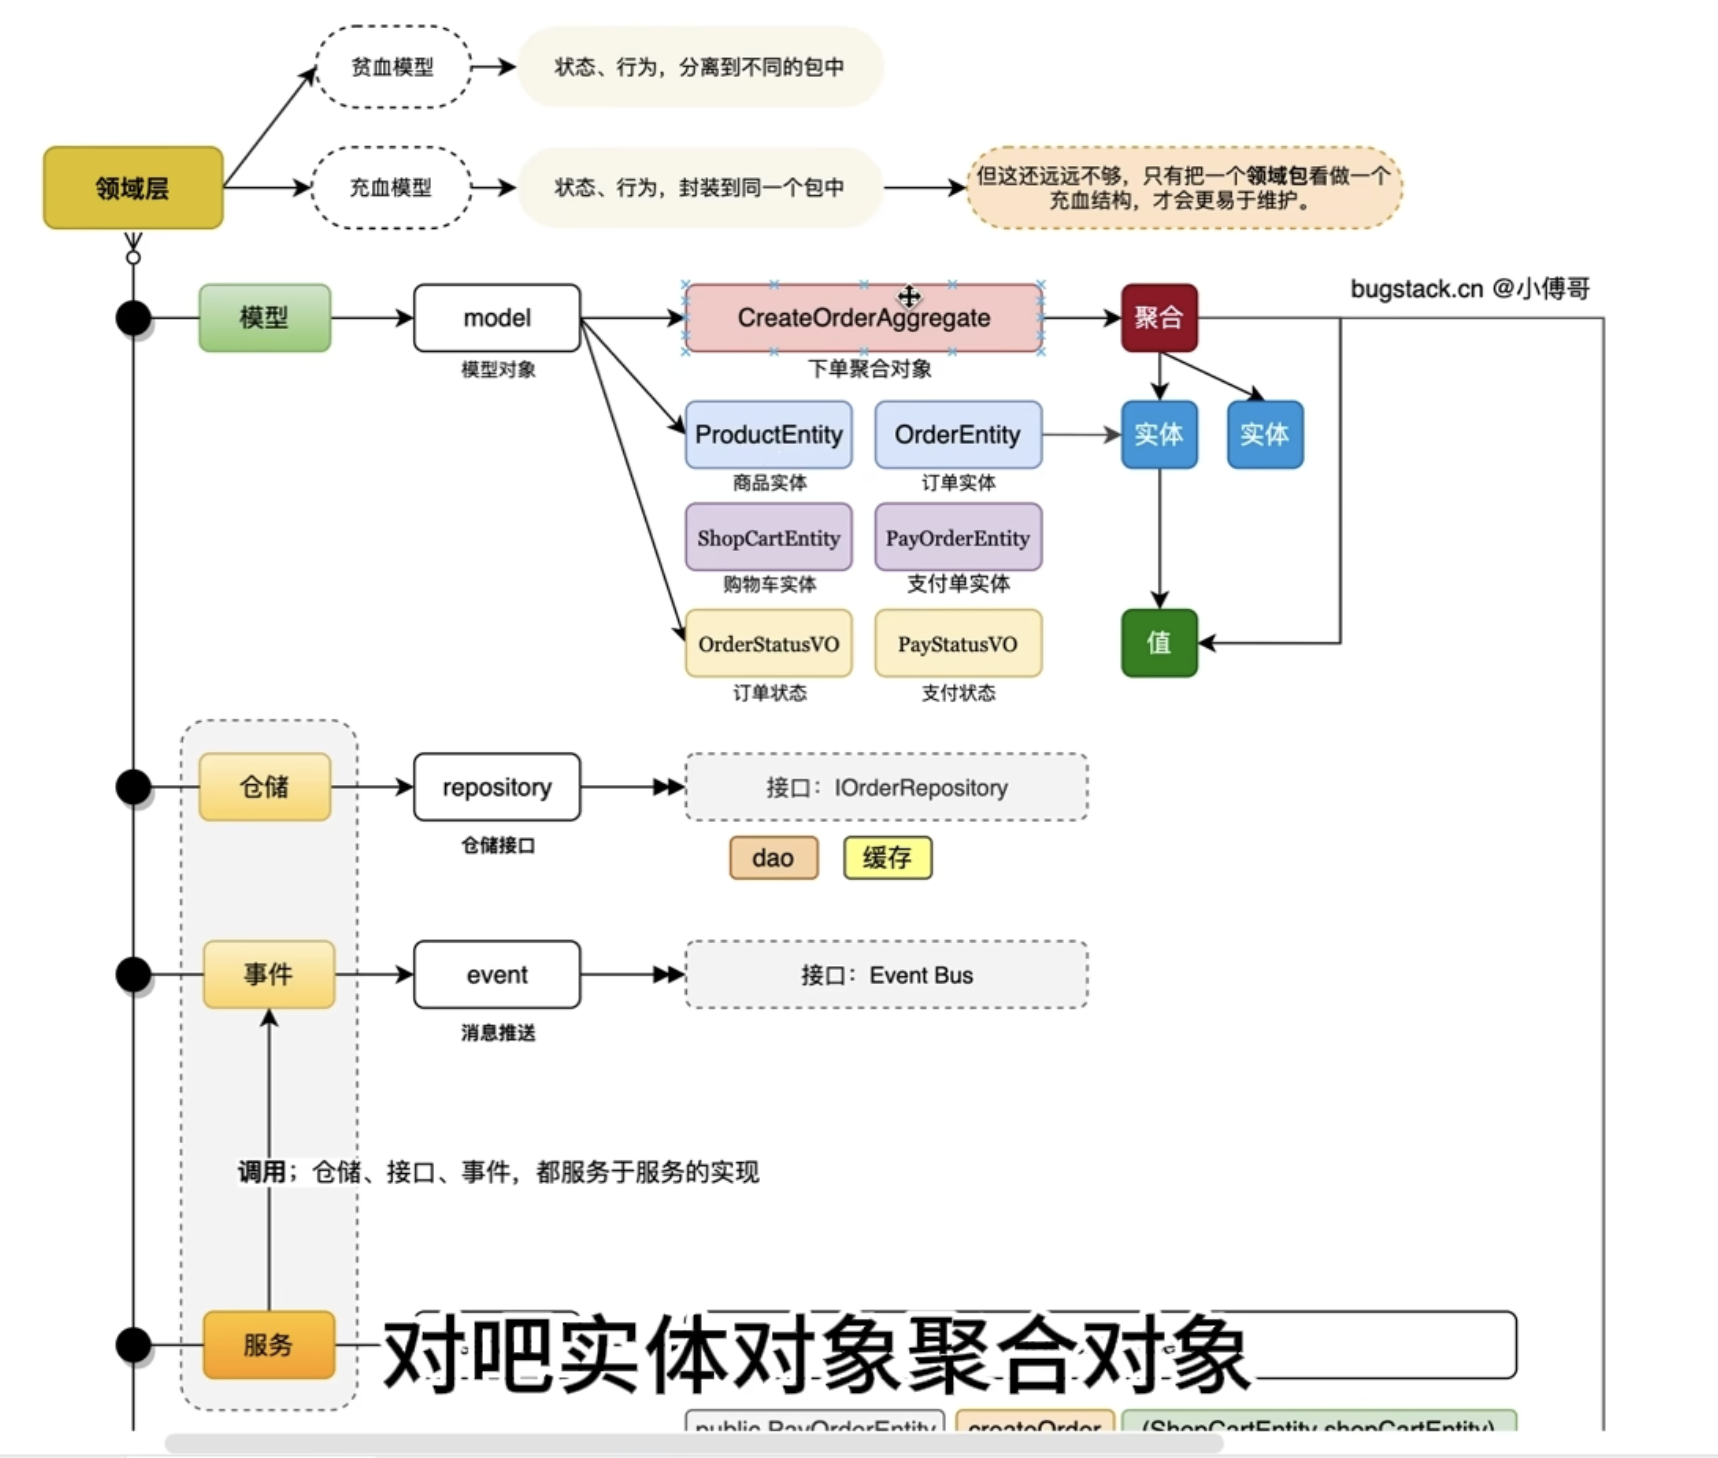 贫血模型
状态、行为，分离到不同的包中
领域层
充血模型
状态、行为，封装到同一个包中
但这还远远不够，只有把一个领域包看做一个
充血结构，才会更易于维护。
bugstack.cn @小傅哥
模型
model
CreateOrderAggregate
聚合
模型对象
下单聚合对象
ProductEntity
OrderEntity
实体
实体
商品实体
订单实体
ShopCartEntity
PayOrderEntity
购物车实体
支付单实体
OrderStatusVO
PayStatusVO
值
订单状态
支付状态
仓储
repository
接口：IOrderRepository
仓储接口
dao
缓存
事件
event
接口：Event Bus
消息推送
调用；仓储、接口、事件，都服务于服务的实现
服务
对吧实体对象聚合对象
public PayOrderEntity
createOrder
(ShopCartEntity shopCartEntity)